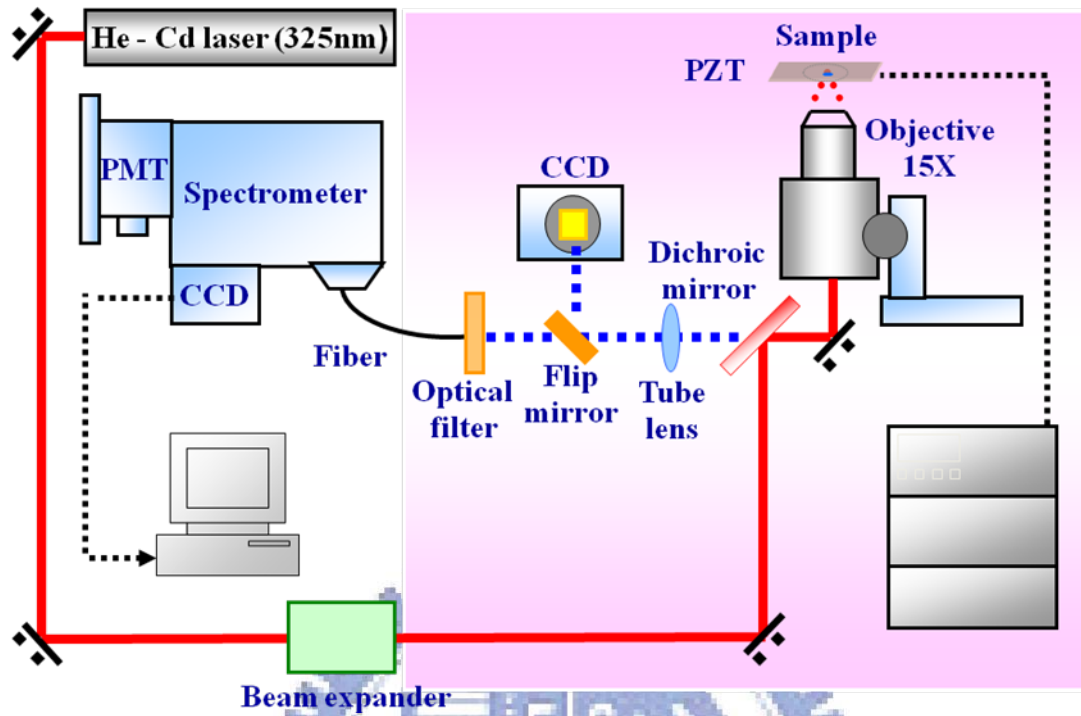 He - Cd laser (325nm)
Sample
PZT
Objective
15X
PMT
Spectrometer
CCD
CCD
Dichroic
mirror
Fiber
Optical
filter
Flip
mirror
Tube
lens
Beam expander